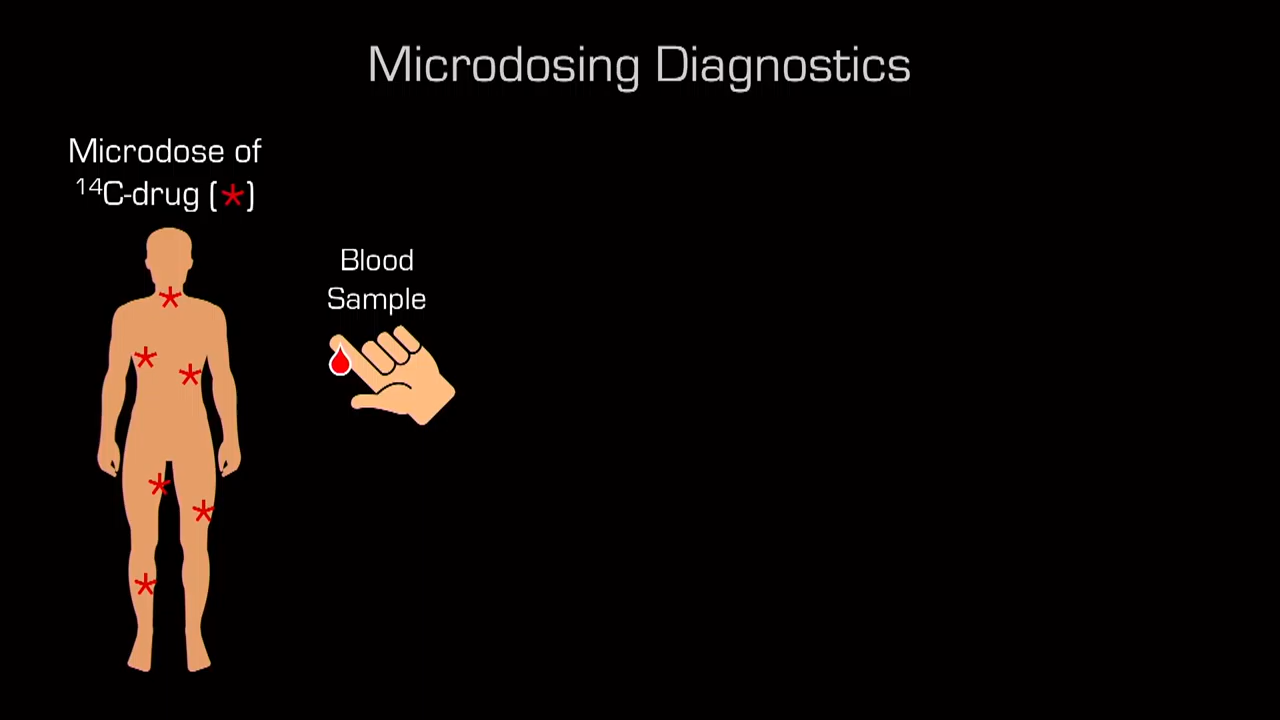 Microdosing Diagnostics
Microdose of
¹⁴C-drug (*)
Blood
Sample